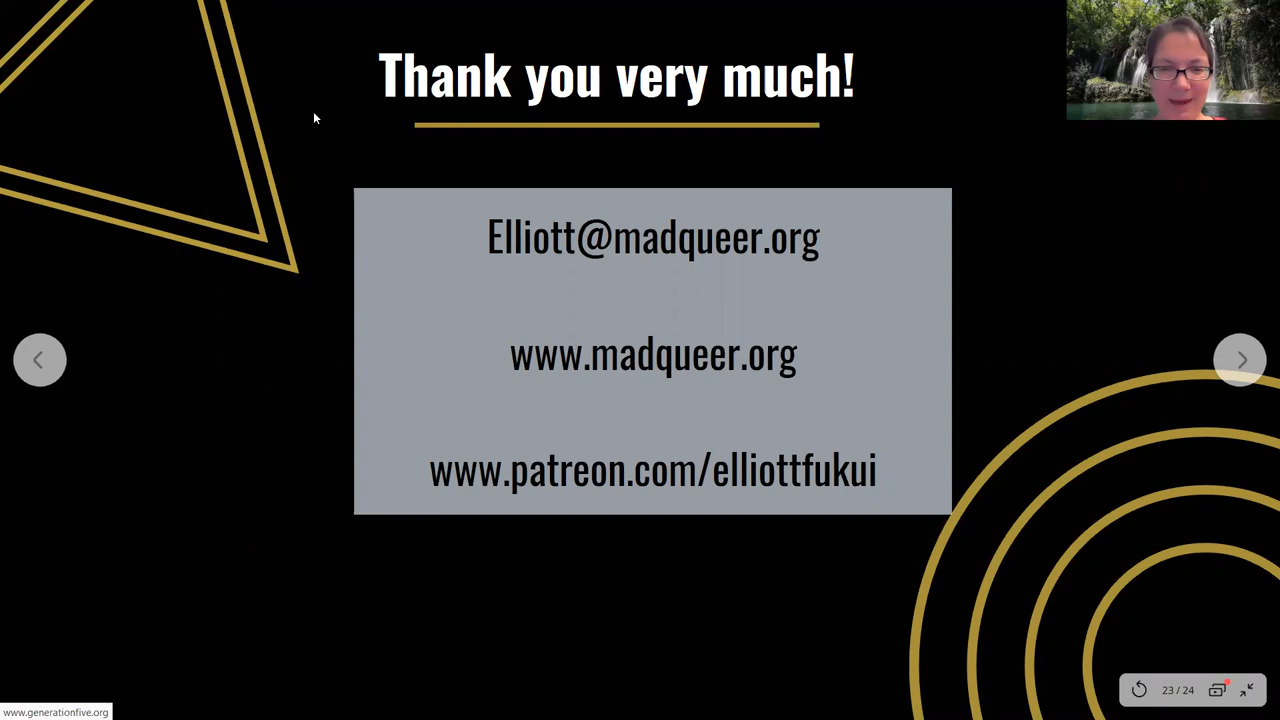 Thank you very much!
Elliott@madqueer.org
www.madqueer.org
www.patreon.com/elliottfukui
23 / 24
www.generationfive.org